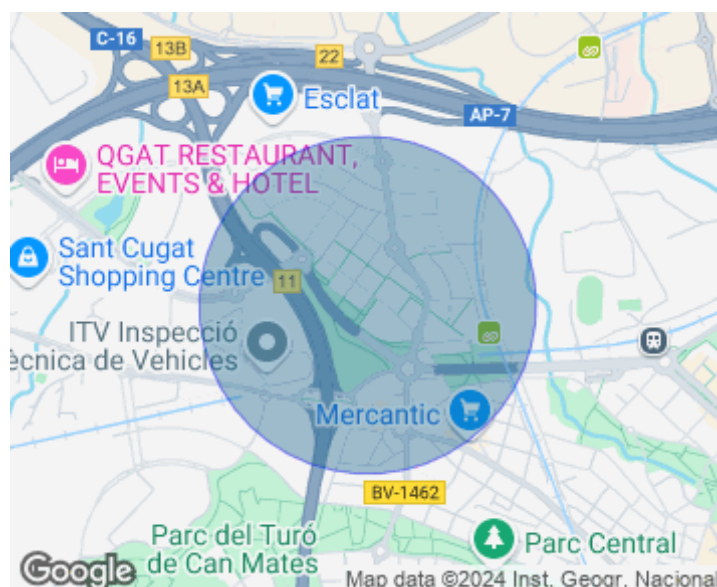 C-16
13B
22
13A
Esclat
AP-7
QGAT RESTAURANT,
EVENTS & HOTEL
Sant Cugat
Shopping Centre
11
ITV Inspecció
ècnica de Vehicles
Mercantic
BV-1462
Parc del Turó
de Can Mates
Parc Central
Google
Map data ©2024 Inst. Geogr. Nacional